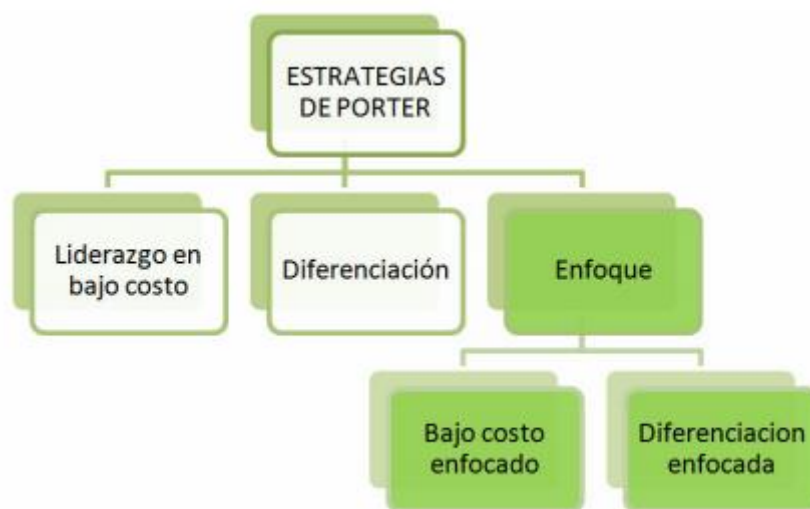 ESTRATEGIAS
DE PORTER
Liderazgo en
bajo costo
Diferenciación
Enfoque
Bajo costo
enfocado
Diferenciacion
enfocada